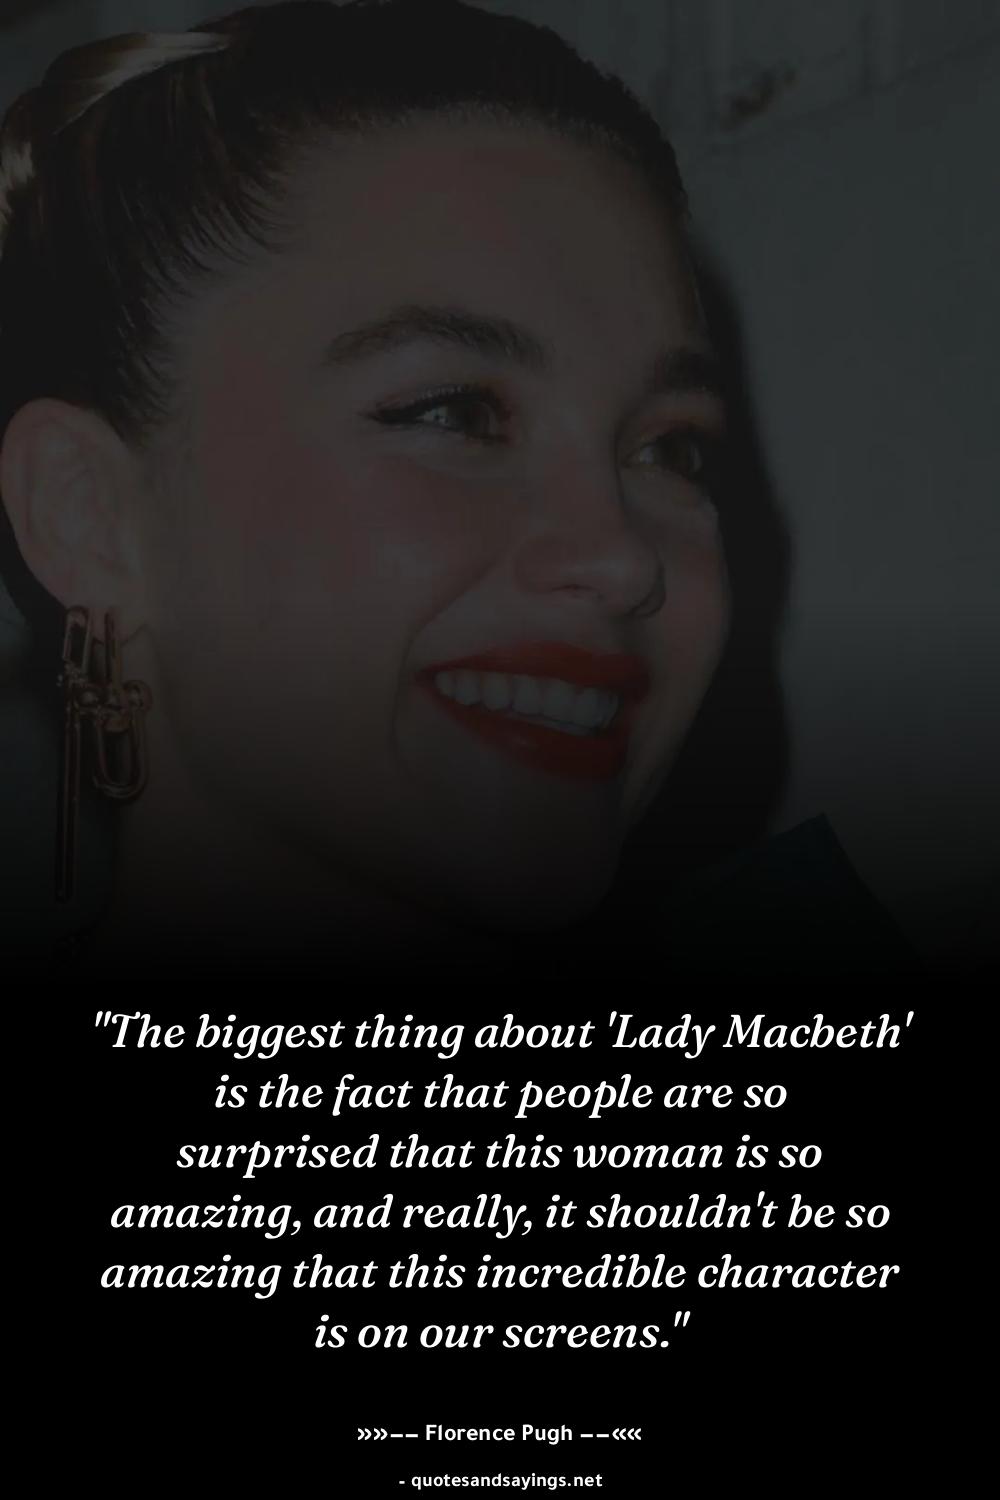 "The biggest thing about 'Lady Macbeth'
is the fact that people are so
surprised that this woman is so
amazing, and really, it shouldn't be so
amazing that this incredible character
is on our screens."
»»−− Florence Pugh −−««
- quotesandsayings.net